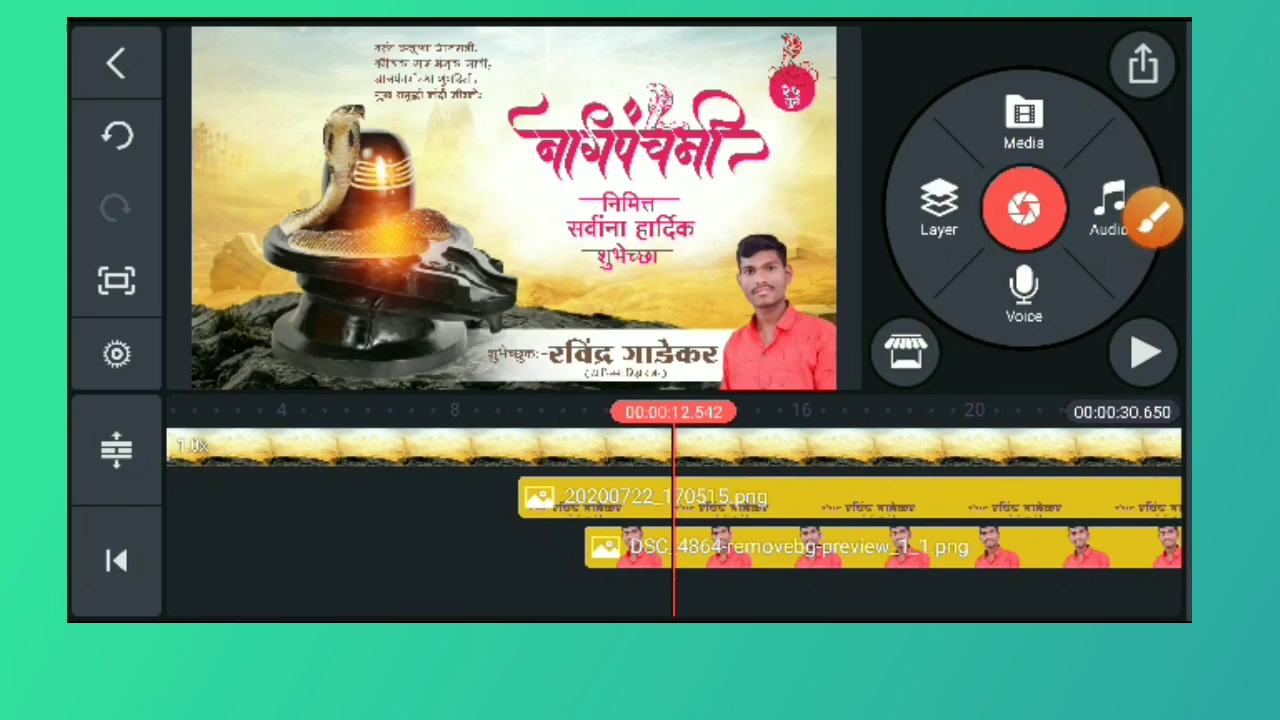 नागपंचमी
निमित्त
सर्वांना हार्दिक
शुभेच्छा
शुभेच्छुक:-रविंद्र गाडेकर
Media
Layer
Audio
Voice
4
8
00:00:12.542
16
20
00:00:30.650
1.0x
20200722_170515.png
DSC_4864-removebg-preview_1_1.png